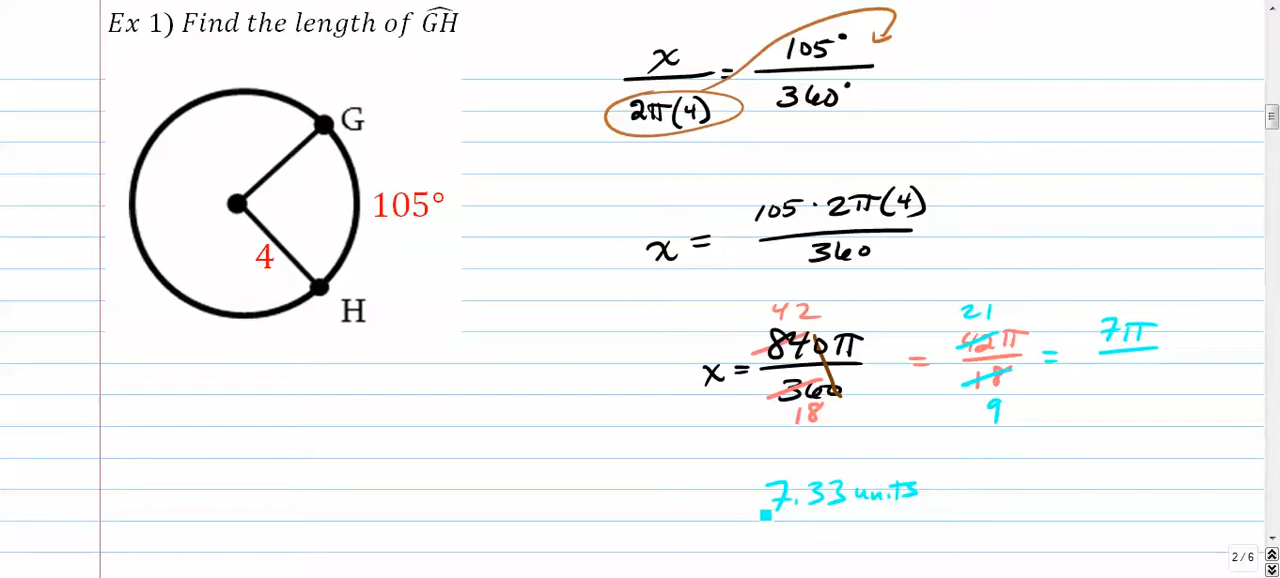 Ex 1) Find the length of G͡H
G
105°
4
H
x / 2π(4) = 105° / 360°
x = 105 · 2π(4) / 360
42 21
x = 840π / 360 = 42π / 18 = 7π
18 9
7.33 units
2 / 6